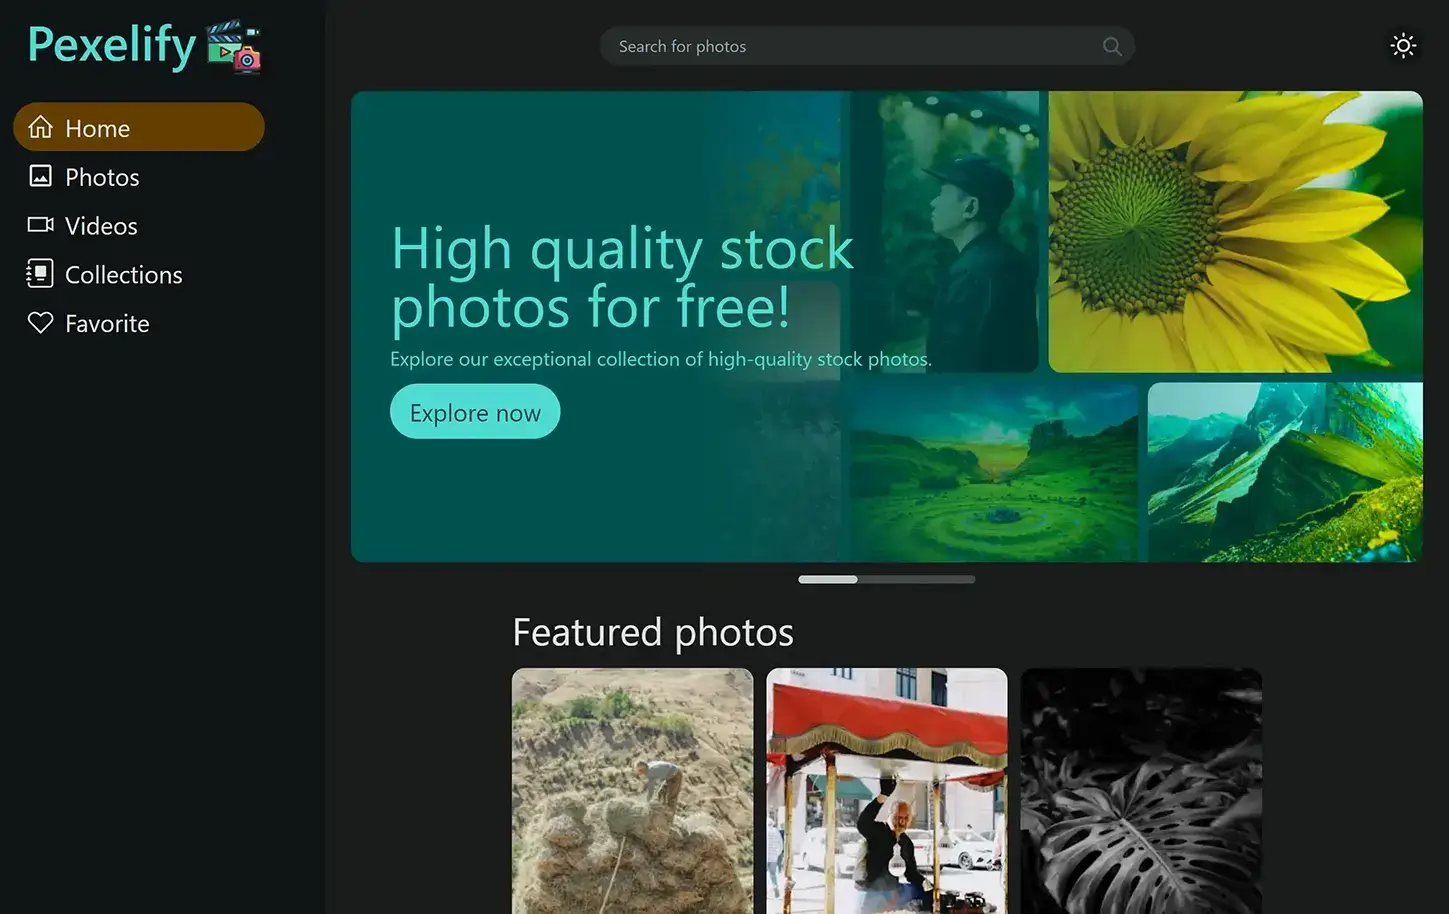 Pexelify
Search for photos
Home
Photos
Videos
Collections
Favorite
High quality stock
photos for free!
Explore our exceptional collection of high-quality stock photos.
Explore now
Featured photos